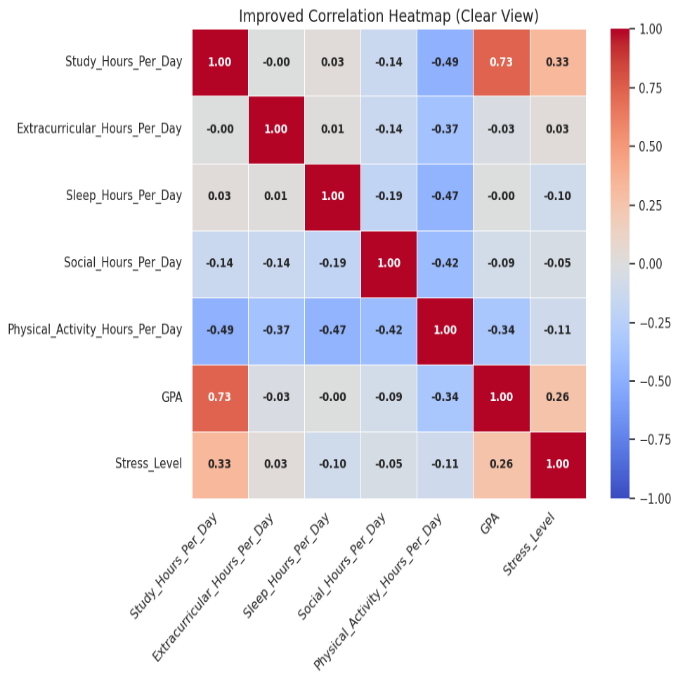 Improved Correlation Heatmap (Clear View)
Study_Hours_Per_Day 1.00 -0.00 0.03 -0.14 -0.49 0.73 0.33
Extracurricular_Hours_Per_Day -0.00 1.00 0.01 -0.14 -0.37 -0.03 0.03
Sleep_Hours_Per_Day 0.03 0.01 1.00 -0.19 -0.47 -0.00 -0.10
Social_Hours_Per_Day -0.14 -0.14 -0.19 1.00 -0.42 -0.09 -0.05
Physical_Activity_Hours_Per_Day -0.49 -0.37 -0.47 -0.42 1.00 -0.34 -0.11
GPA 0.73 -0.03 -0.00 -0.09 -0.34 1.00 0.26
Stress_Level 0.33 0.03 -0.10 -0.05 -0.11 0.26 1.00
Study_Hours_Per_Day
Extracurricular_Hours_Per_Day
Sleep_Hours_Per_Day
Social_Hours_Per_Day
Physical_Activity_Hours_Per_Day
GPA
Stress_Level
1.00
0.75
0.50
0.25
0.00
−0.25
−0.50
−0.75
−1.00